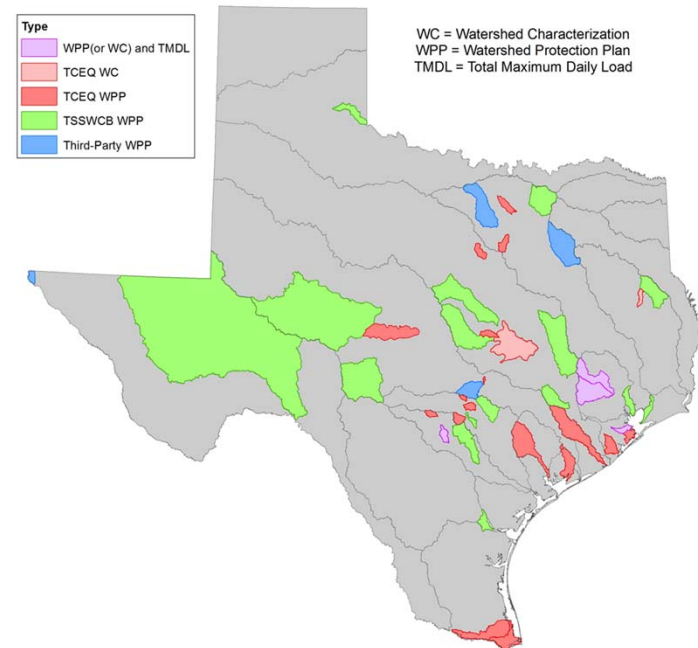 Type
WPP(or WC) and TMDL
TCEQ WC
TCEQ WPP
TSSWCB WPP
Third-Party WPP
WC = Watershed Characterization
WPP = Watershed Protection Plan
TMDL = Total Maximum Daily Load